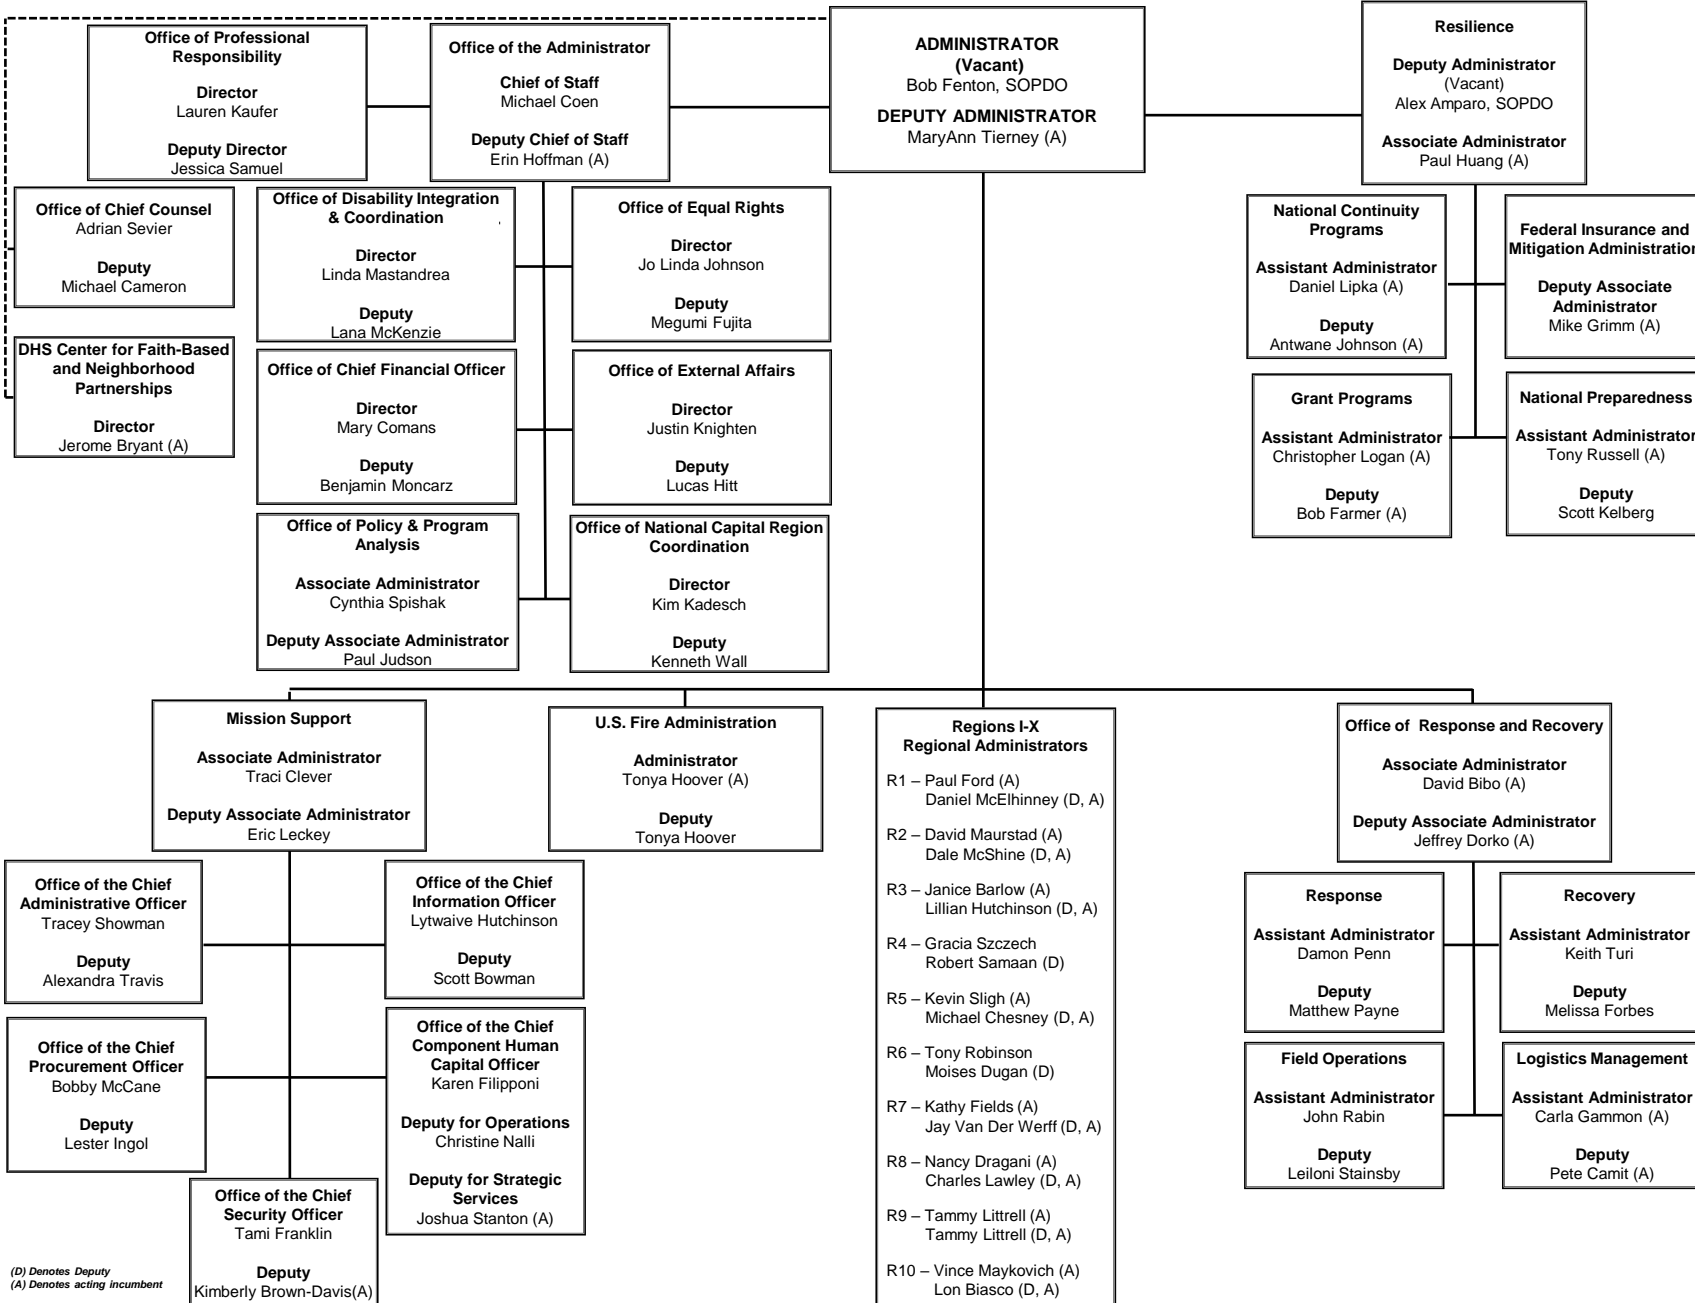 Office of Professional
Responsibility
Director
Lauren Kaufer
Deputy Director
Jessica Samuel
Office of the Administrator
Chief of Staff
Michael Coen
Deputy Chief of Staff
Erin Hoffman (A)
ADMINISTRATOR
(Vacant)
Bob Fenton, SOPDO
DEPUTY ADMINISTRATOR
MaryAnn Tierney (A)
Resilience
Deputy Administrator
(Vacant)
Alex Amparo, SOPDO
Associate Administrator
Paul Huang (A)
Office of Chief Counsel
Adrian Sevier
Deputy
Michael Cameron
Office of Disability Integration
& Coordination
Director
Linda Mastandrea
Deputy
Lana McKenzie
Office of Equal Rights
Director
Jo Linda Johnson
Deputy
Megumi Fujita
National Continuity
Programs
Assistant Administrator
Daniel Lipka (A)
Deputy
Antwane Johnson (A)
Federal Insurance and
Mitigation Administration
Deputy Associate
Administrator
Mike Grimm (A)
DHS Center for Faith-Based
and Neighborhood
Partnerships
Director
Jerome Bryant (A)
Office of Chief Financial Officer
Director
Mary Comans
Deputy
Benjamin Moncarz
Office of External Affairs
Director
Justin Knighten
Deputy
Lucas Hitt
Grant Programs
Assistant Administrator
Christopher Logan (A)
Deputy
Bob Farmer (A)
National Preparedness
Assistant Administrator
Tony Russell (A)
Deputy
Scott Kelberg
Office of Policy & Program
Analysis
Associate Administrator
Cynthia Spishak
Deputy Associate Administrator
Paul Judson
Office of National Capital Region
Coordination
Director
Kim Kadesch
Deputy
Kenneth Wall
Mission Support
Associate Administrator
Traci Clever
Deputy Associate Administrator
Eric Leckey
U.S. Fire Administration
Administrator
Tonya Hoover (A)
Deputy
Tonya Hoover
Regions I-X
Regional Administrators
R1 – Paul Ford (A)
Daniel McElhinney (D, A)
R2 – David Maurstad (A)
Dale McShine (D, A)
R3 – Janice Barlow (A)
Lillian Hutchinson (D, A)
R4 – Gracia Szczech
Robert Samaan (D)
R5 – Kevin Sligh (A)
Michael Chesney (D, A)
R6 – Tony Robinson
Moises Dugan (D)
R7 – Kathy Fields (A)
Jay Van Der Werff (D, A)
R8 – Nancy Dragani (A)
Charles Lawley (D, A)
R9 – Tammy Littrell (A)
Tammy Littrell (D, A)
R10 – Vince Maykovich (A)
Lon Biasco (D, A)
Office of Response and Recovery
Associate Administrator
David Bibo (A)
Deputy Associate Administrator
Jeffrey Dorko (A)
Office of the Chief
Administrative Officer
Tracey Showman
Deputy
Alexandra Travis
Office of the Chief
Information Officer
Lytwaive Hutchinson
Deputy
Scott Bowman
Response
Assistant Administrator
Damon Penn
Deputy
Matthew Payne
Recovery
Assistant Administrator
Keith Turi
Deputy
Melissa Forbes
Office of the Chief
Procurement Officer
Bobby McCane
Deputy
Lester Ingol
Office of the Chief
Component Human
Capital Officer
Karen Filipponi
Deputy for Operations
Christine Nalli
Deputy for Strategic
Services
Joshua Stanton (A)
Field Operations
Assistant Administrator
John Rabin
Deputy
Leiloni Stainsby
Logistics Management
Assistant Administrator
Carla Gammon (A)
Deputy
Pete Camit (A)
Office of the Chief
Security Officer
Tami Franklin
Deputy
Kimberly Brown-Davis(A)
(D) Denotes Deputy
(A) Denotes acting incumbent